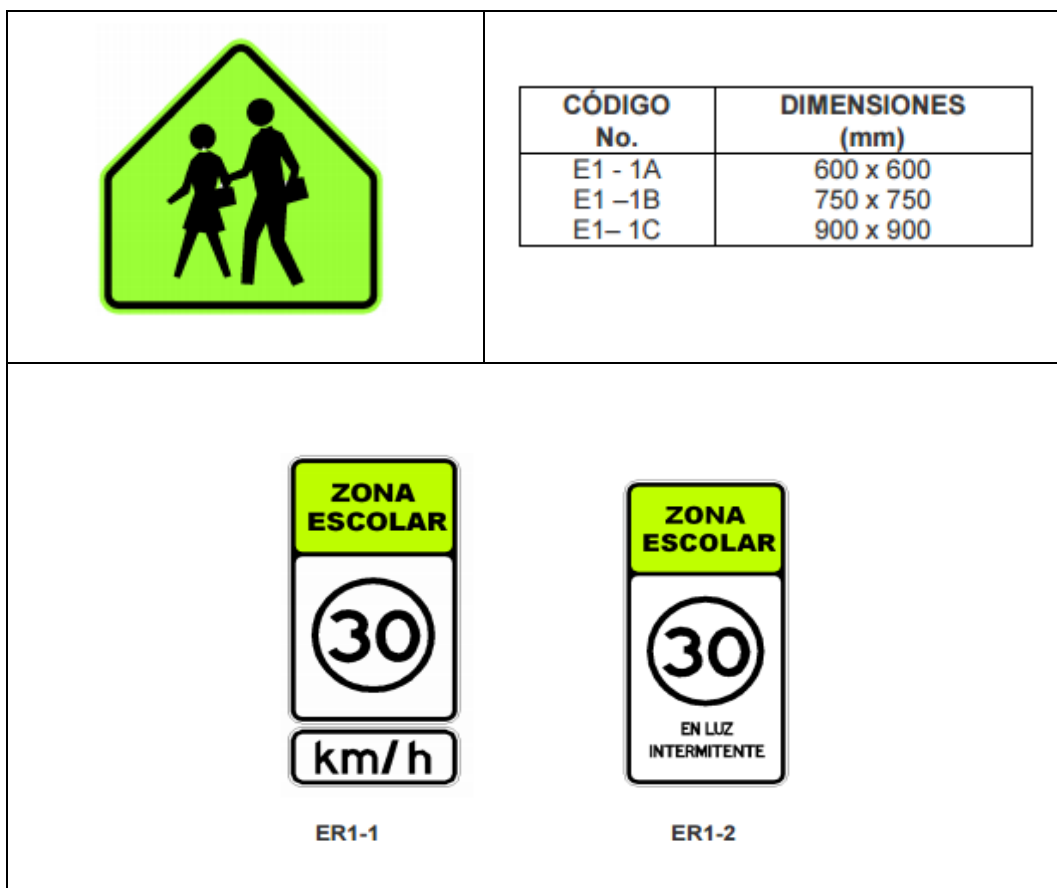 CÓDIGO
No.
DIMENSIONES
(mm)
E1 - 1A
600 x 600
E1 –1B
750 x 750
E1– 1C
900 x 900
ZONA
ESCOLAR
30
km/h
ER1-1
ZONA
ESCOLAR
30
EN LUZ
INTERMITENTE
ER1-2